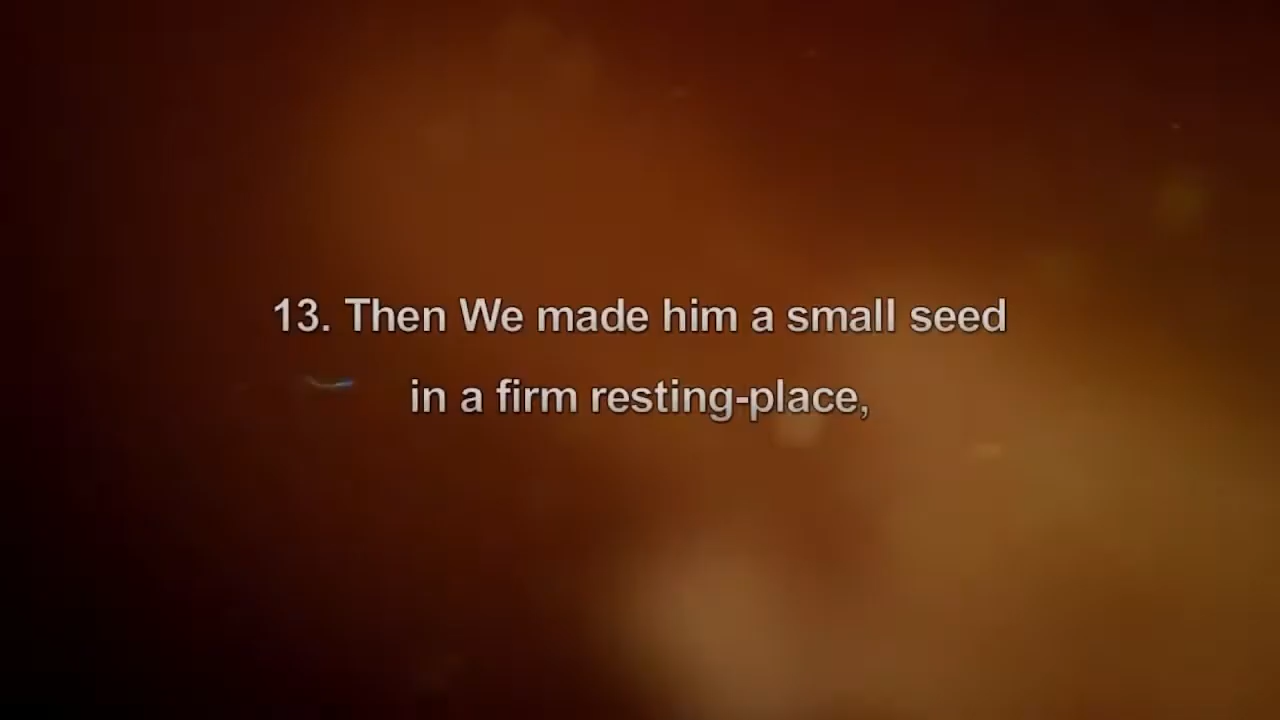 13. Then We made him a small seed
in a firm resting-place,